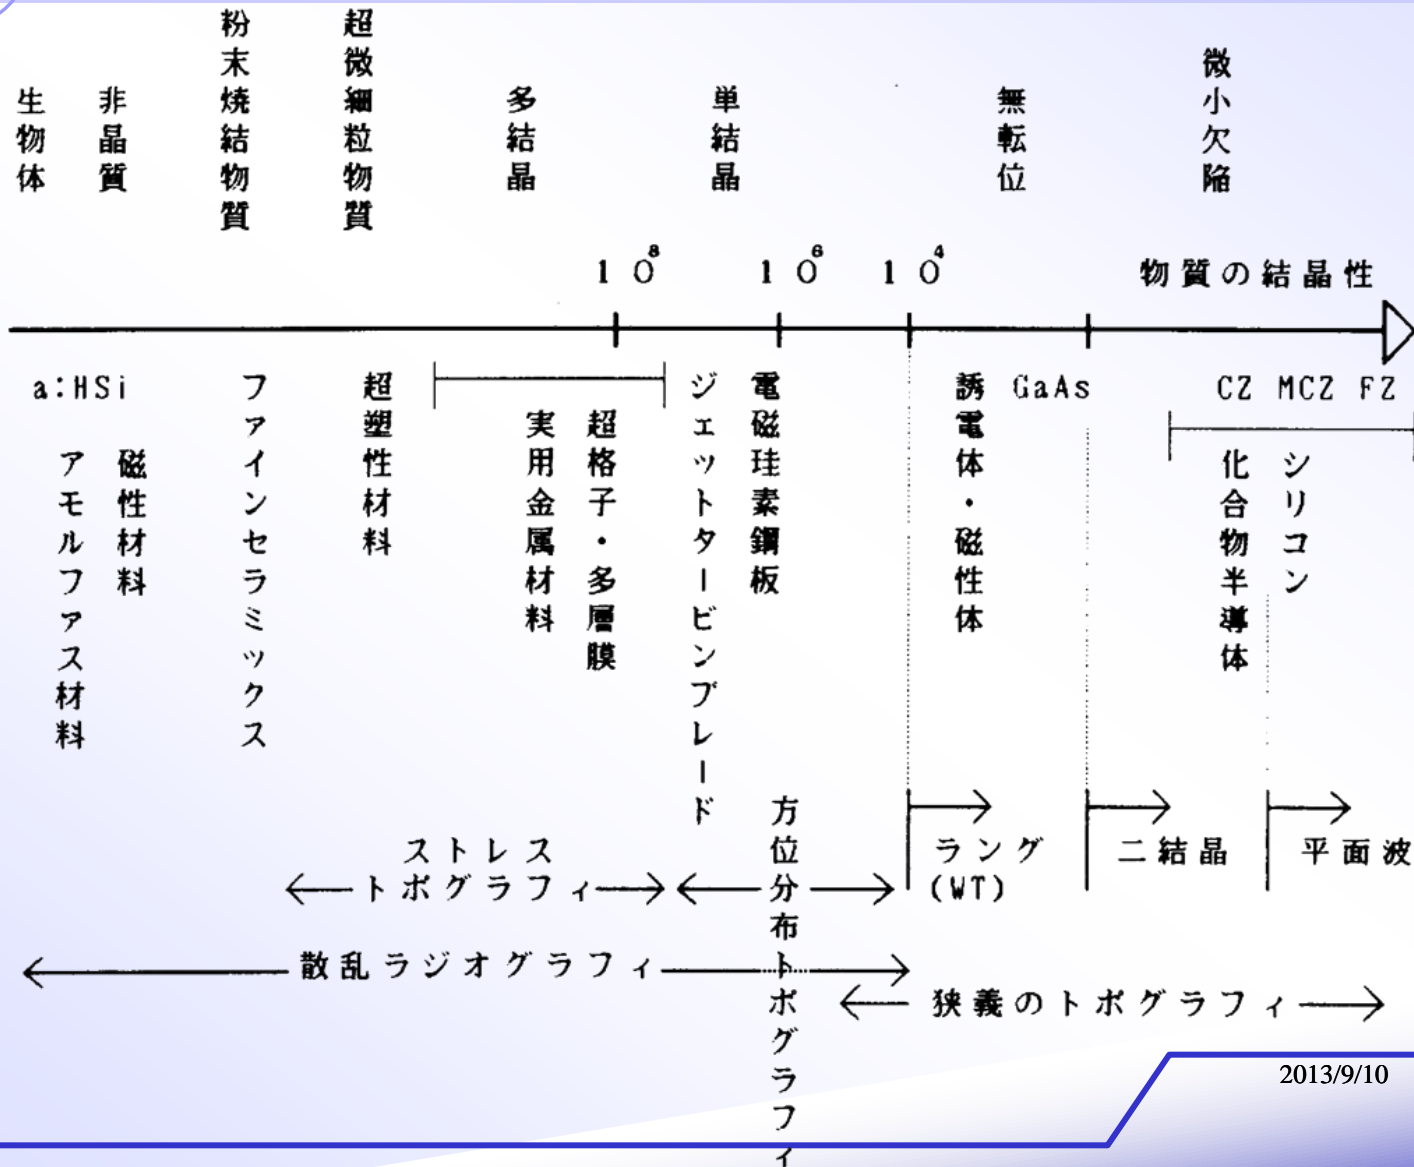 生物体
非晶質
粉末焼結物質
超微細粒物質
多結晶
単結晶
無転位
微小欠陥
10⁸
10⁶
10⁴
物質の結晶性
a:HSi
アモルファス材料
磁性材料
ファインセラミックス
超塑性材料
実用金属材料
超格子・多層膜
ジェットタービンブレード
電磁珪素鋼板
誘電体・磁性体
GaAs
CZ MCZ FZ
化合物半導体
シリコン
ストレス
トポグラフィ
方位分布トポグラフィ
ラング
(WT)
二結晶
平面波
散乱ラジオグラフィ
狭義のトポグラフィ
2013/9/10